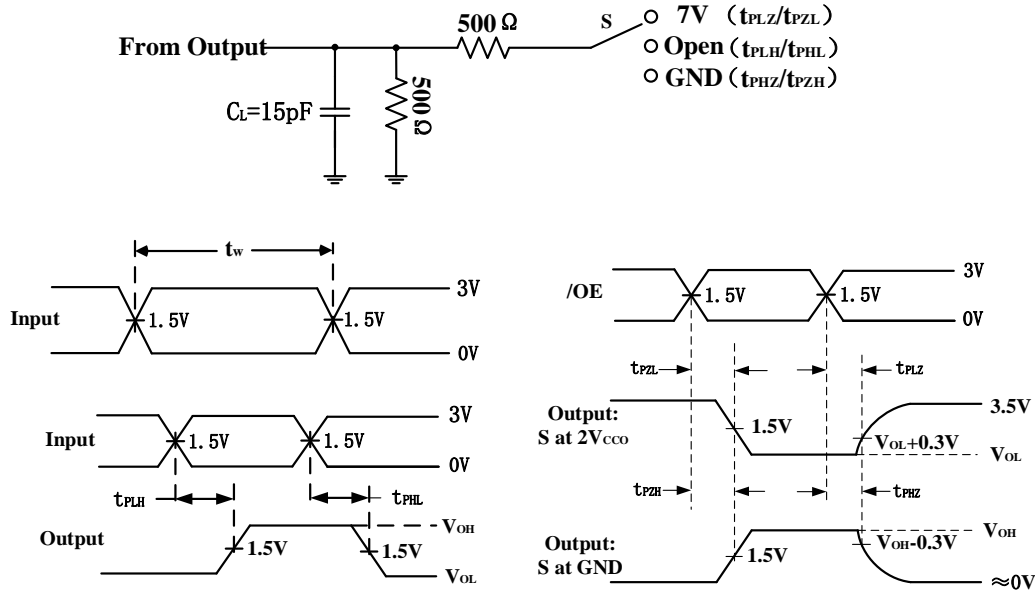 500 Ω
S
7V (tPLZ/tPZL)
From Output
Open (tPLH/tPHL)
GND (tPHZ/tPZH)
500 Ω
CL=15pF
tw
3V
Input
1.5V
1.5V
0V
3V
Input
1.5V
1.5V
0V
tPLH
tPHL
VOH
Output
1.5V
1.5V
VOL
3V
/OE
1.5V
1.5V
0V
tPZL
tPLZ
3.5V
Output:
S at 2VCCO
1.5V
VOL+0.3V
VOL
tPZH
tPHZ
VOH
Output:
S at GND
1.5V
VOH-0.3V
≈0V